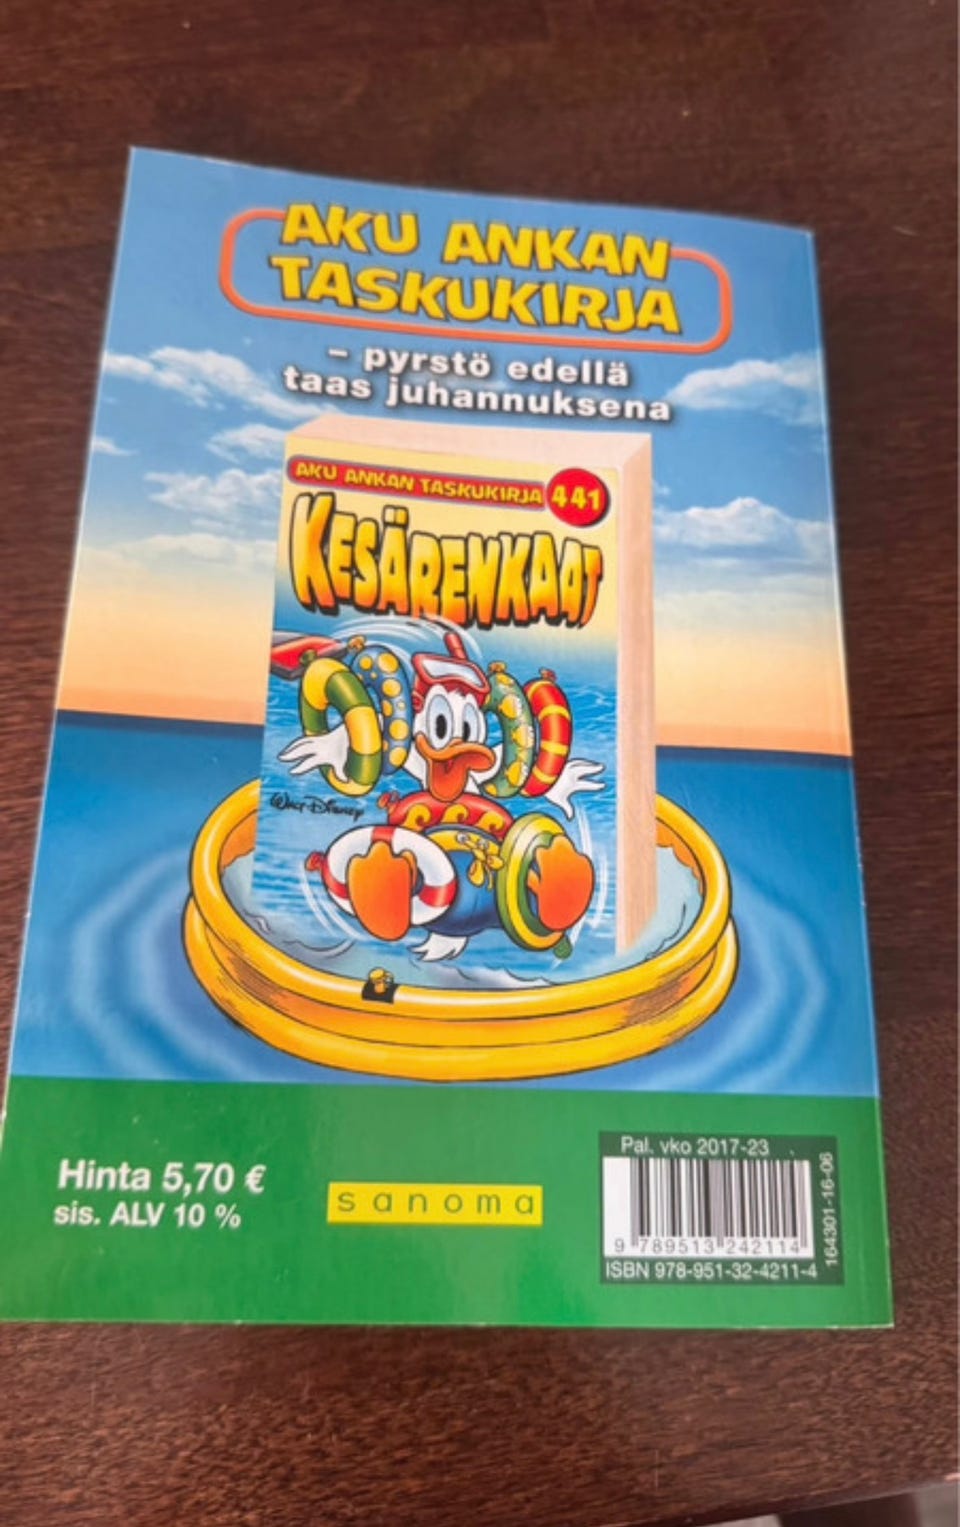 AKU ANKAN
TASKUKIRJA
– pyrstö edellä
taas juhannuksena
AKU ANKAN TASKUKIRJA 441
KESÄRENKAAT
WALT DISNEY
Hinta 5,70 €
sis. ALV 10 %
sanoma
Pal. vko 2017-23
9 789513 242114
ISBN 978-951-32-4211-4
164301-16-06